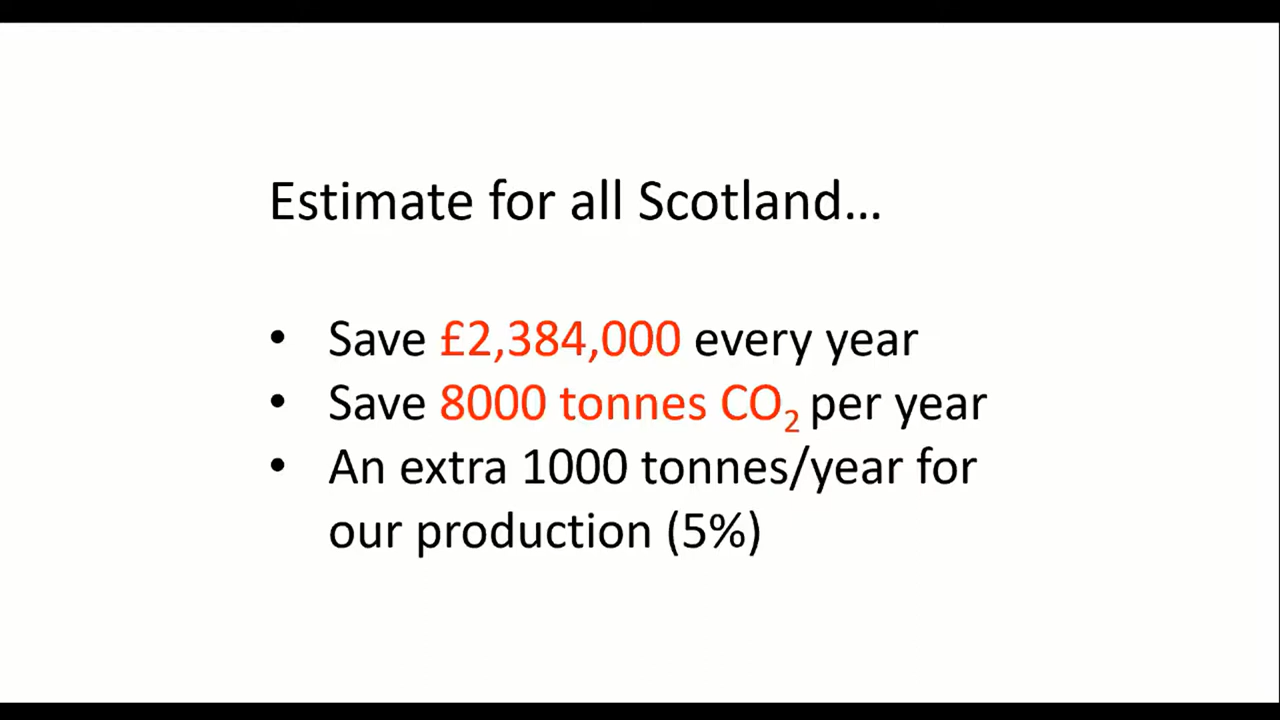 Estimate for all Scotland…
• Save £2,384,000 every year
• Save 8000 tonnes CO₂ per year
• An extra 1000 tonnes/year for
our production (5%)